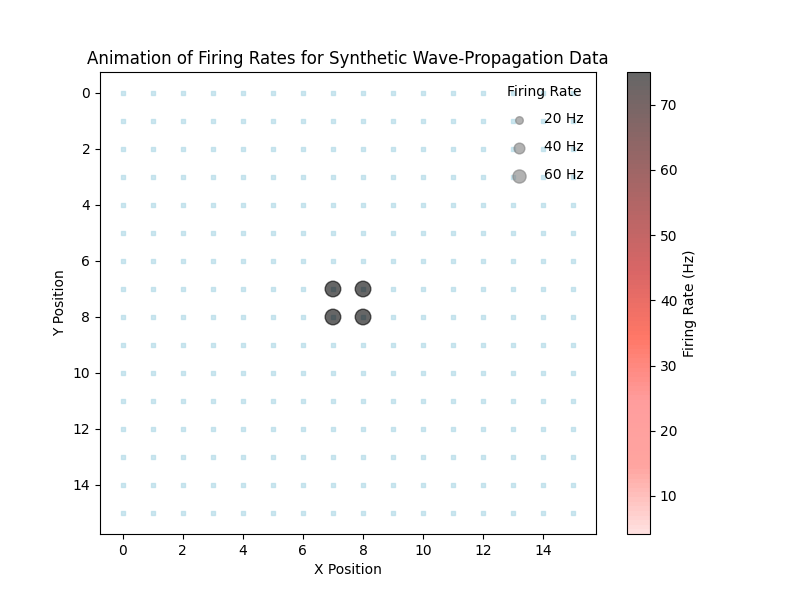 Animation of Firing Rates for Synthetic Wave-Propagation Data
Firing Rate
20 Hz
40 Hz
60 Hz
0
2
4
6
8
10
12
14
Y Position
0 2 4 6 8 10 12 14
X Position
70
60
50
40
30
20
10
Firing Rate (Hz)